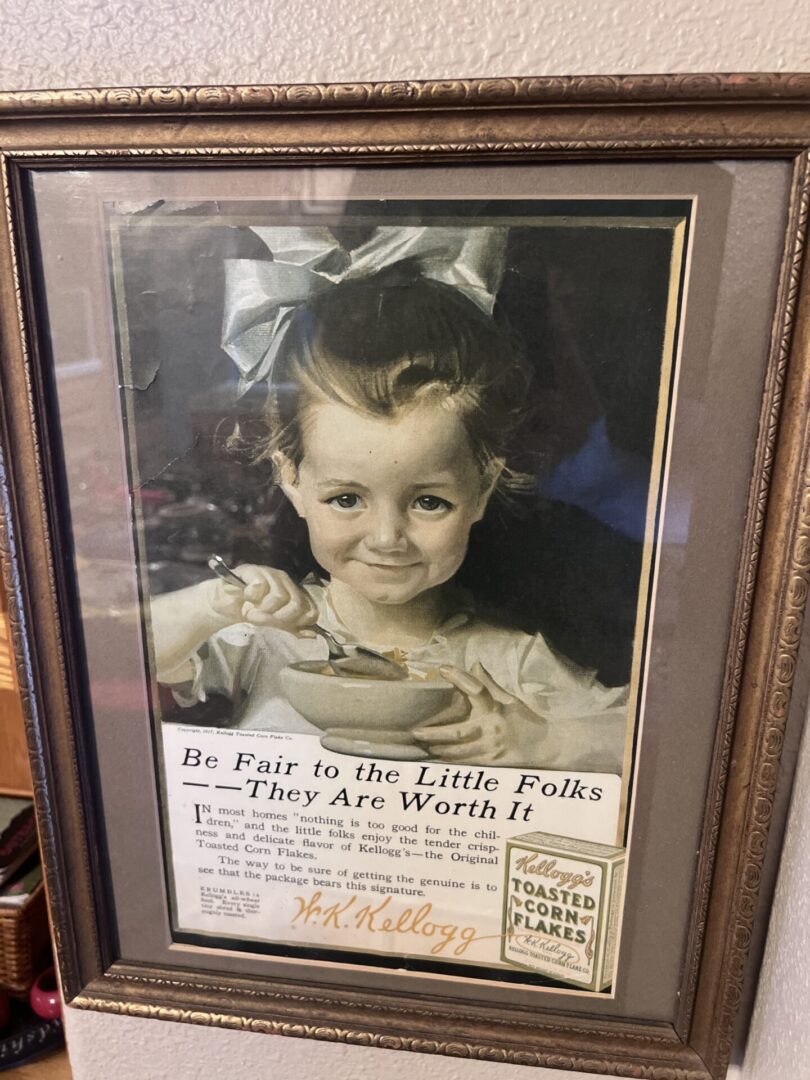 Copyright, 1917, Kellogg Toasted Corn Flake Co.
Be Fair to the Little Folks
——They Are Worth It
IN most homes "nothing is too good for the chil-
dren," and the little folks enjoy the tender crisp-
ness and delicate flavor of Kellogg's—the Original
Toasted Corn Flakes.
The way to be sure of getting the genuine is to
see that the package bears this signature.
KRUMBLES is
Kellogg's all-wheat
food. Every single
tiny shred is thor-
oughly toasted.
W.K.Kellogg
Kellogg's
TOASTED
CORN
FLAKES
W.K.Kellogg
KELLOGG TOASTED CORN FLAKE CO.